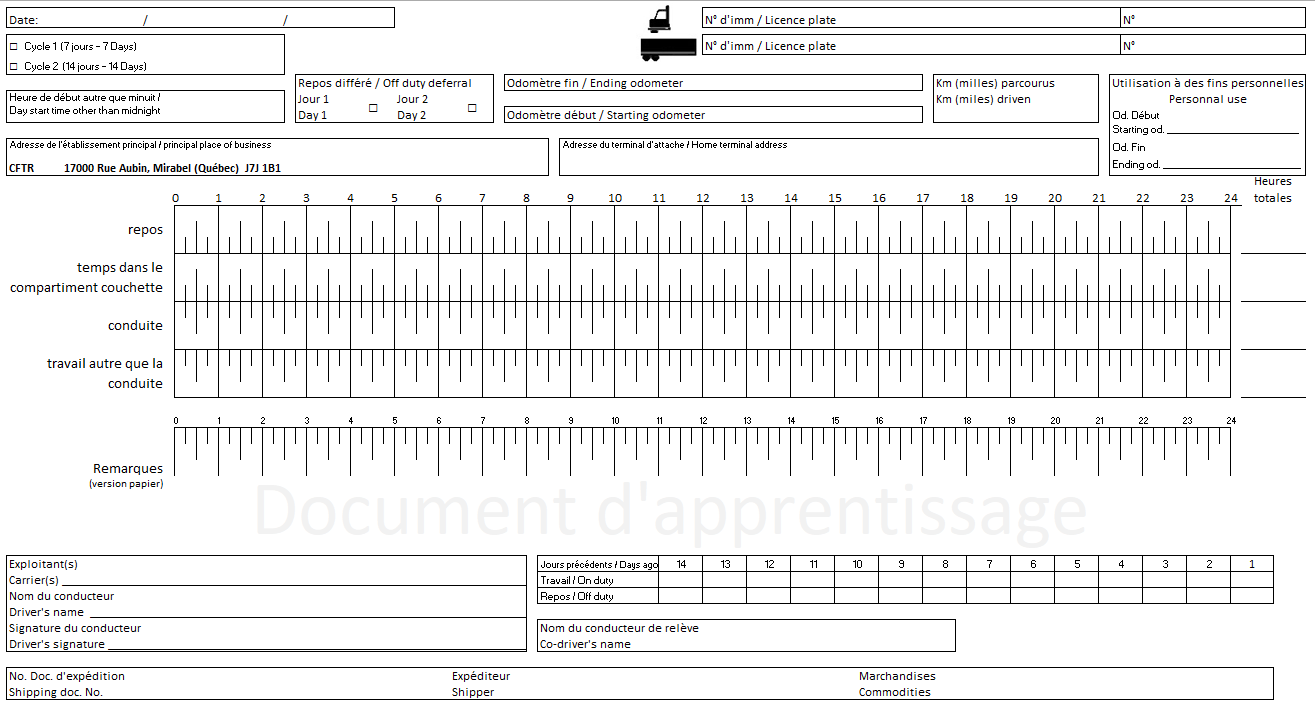 Date: / /
N° d'imm / Licence plate N°
□ Cycle 1 (7 jours - 7 Days)
N° d'imm / Licence plate N°
□ Cycle 2 (14 jours - 14 Days)
Heure de début autre que minuit /
Day start time other than midnight
Repos différé / Off duty deferral
Jour 1 Jour 2
Day 1 □ Day 2 □
Odomètre fin / Ending odometer
Odomètre début / Starting odometer
Km (milles) parcourus
Km (miles) driven
Utilisation à des fins personnelles
Personnal use
Od. Début
Starting od.
Od. Fin
Ending od.
Adresse de l'établissement principal / principal place of business
CFTR 17000 Rue Aubin, Mirabel (Québec) J7J 1B1
Adresse du terminal d'attache / Home terminal address
Heures
totales
0 1 2 3 4 5 6 7 8 9 10 11 12 13 14 15 16 17 18 19 20 21 22 23 24
repos
temps dans le
compartiment couchette
conduite
travail autre que la
conduite
0 1 2 3 4 5 6 7 8 9 10 11 12 13 14 15 16 17 18 19 20 21 22 23 24
Remarques
(version papier)
Document d'apprentissage
Exploitant(s)
Carrier(s)
Nom du conducteur
Driver's name
Signature du conducteur
Driver's signature
Jours précédents / Days ago 14 13 12 11 10 9 8 7 6 5 4 3 2 1
Travail / On duty
Repos / Off duty
Nom du conducteur de relève
Co-driver's name
No. Doc. d'expédition Expéditeur Marchandises
Shipping doc. No. Shipper Commodities